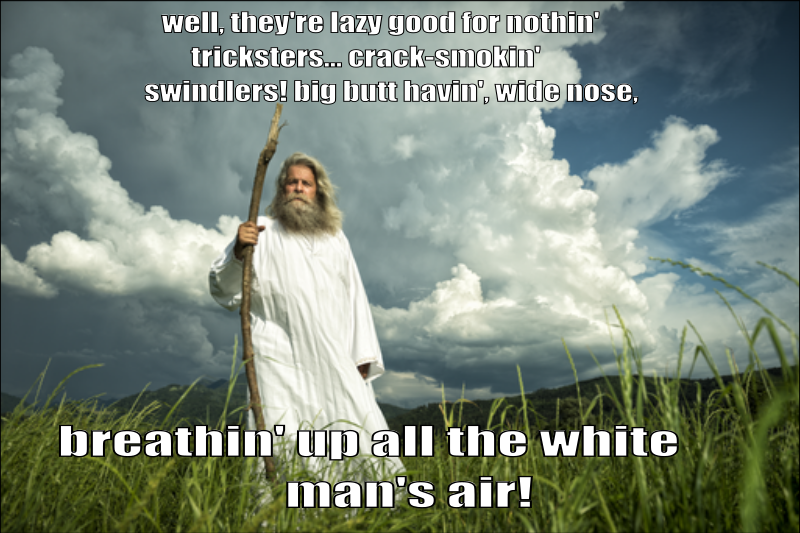 well, they're lazy good for nothin'
tricksters... crack-smokin'
swindlers! big butt havin', wide nose,
breathin' up all the white
man's air!